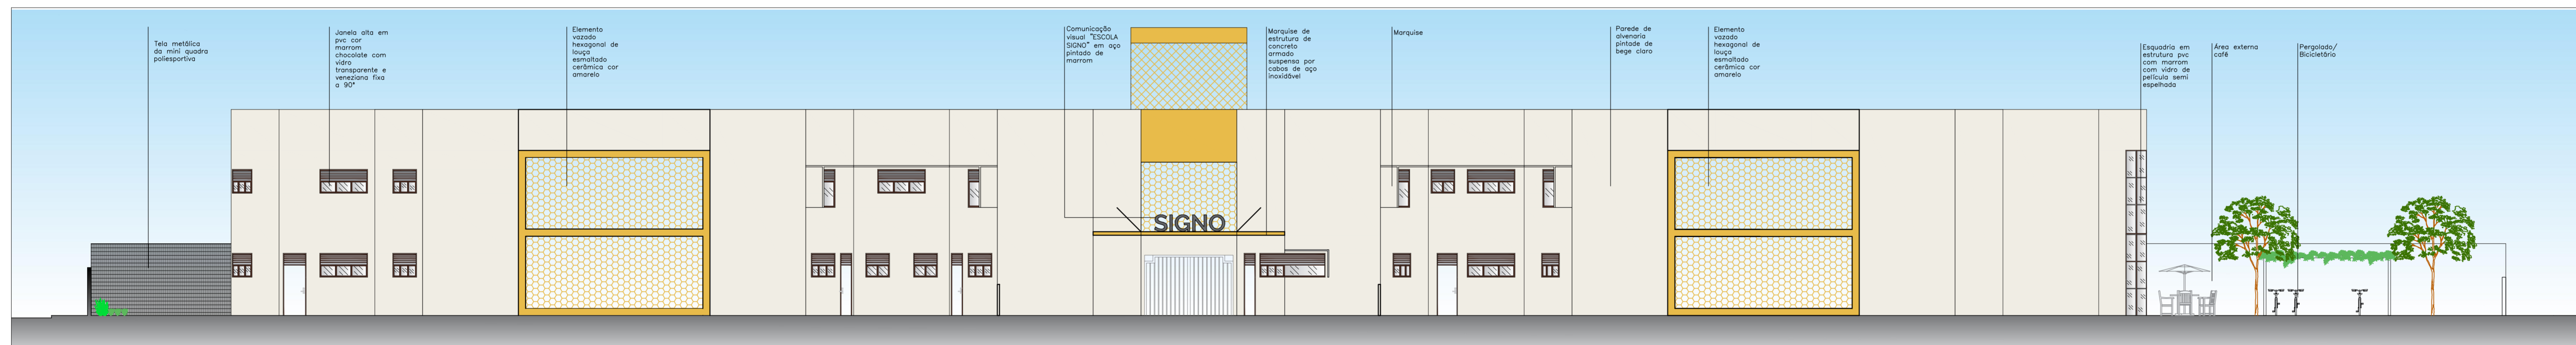 Tela metálica
da mini quadra
poliesportiva
Janela alta em
pvc cor
marrom
chocolate com
vidro
transparente e
veneziana fixa
a 90°
Elemento
vazado
hexagonal de
louça
esmaltado
cerâmica cor
amarelo
Comunicação
visual "ESCOLA
SIGNO" em aço
pintado de
marrom
Marquise de
estrutura de
concreto
armado
suspensa por
cabos de aço
inoxidável
Marquise
Parede de
alvenaria
pintade de
bege claro
Elemento
vazado
hexagonal de
louça
esmaltado
cerâmica cor
amarelo
Esquadria em
estrutura pvc
com marrom
com vidro de
película semi
espelhada
Área externa
café
Pergolado/
Bicicletário
SIGNO